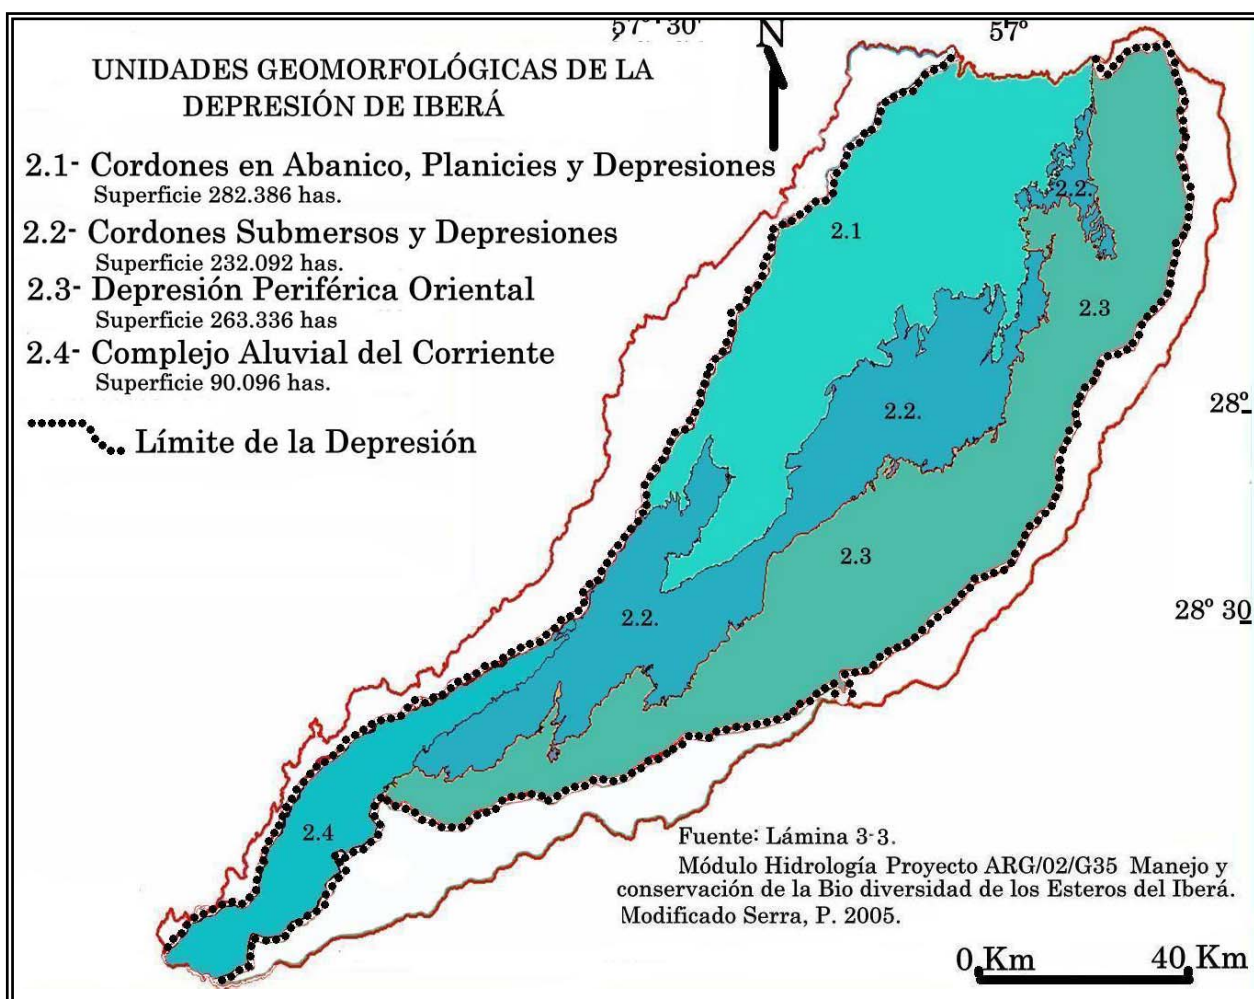 57º 30'
N
57º
UNIDADES GEOMORFOLÓGICAS DE LA
DEPRESIÓN DE IBERÁ
2.1- Cordones en Abanico, Planicies y Depresiones
Superficie 282.386 has.
2.2- Cordones Submersos y Depresiones
Superficie 232.092 has.
2.3- Depresión Periférica Oriental
Superficie 263.336 has
2.4- Complejo Aluvial del Corriente
Superficie 90.096 has.
Límite de la Depresión
2.2.
2.1
2.3
28º
2.2.
2.3
28º 30
2.2.
2.4
Fuente: Lámina 3-3.
Módulo Hidrología Proyecto ARG/02/G35 Manejo y
conservación de la Bio diversidad de los Esteros del Iberá.
Modificado Serra, P. 2005.
0 Km 40 Km